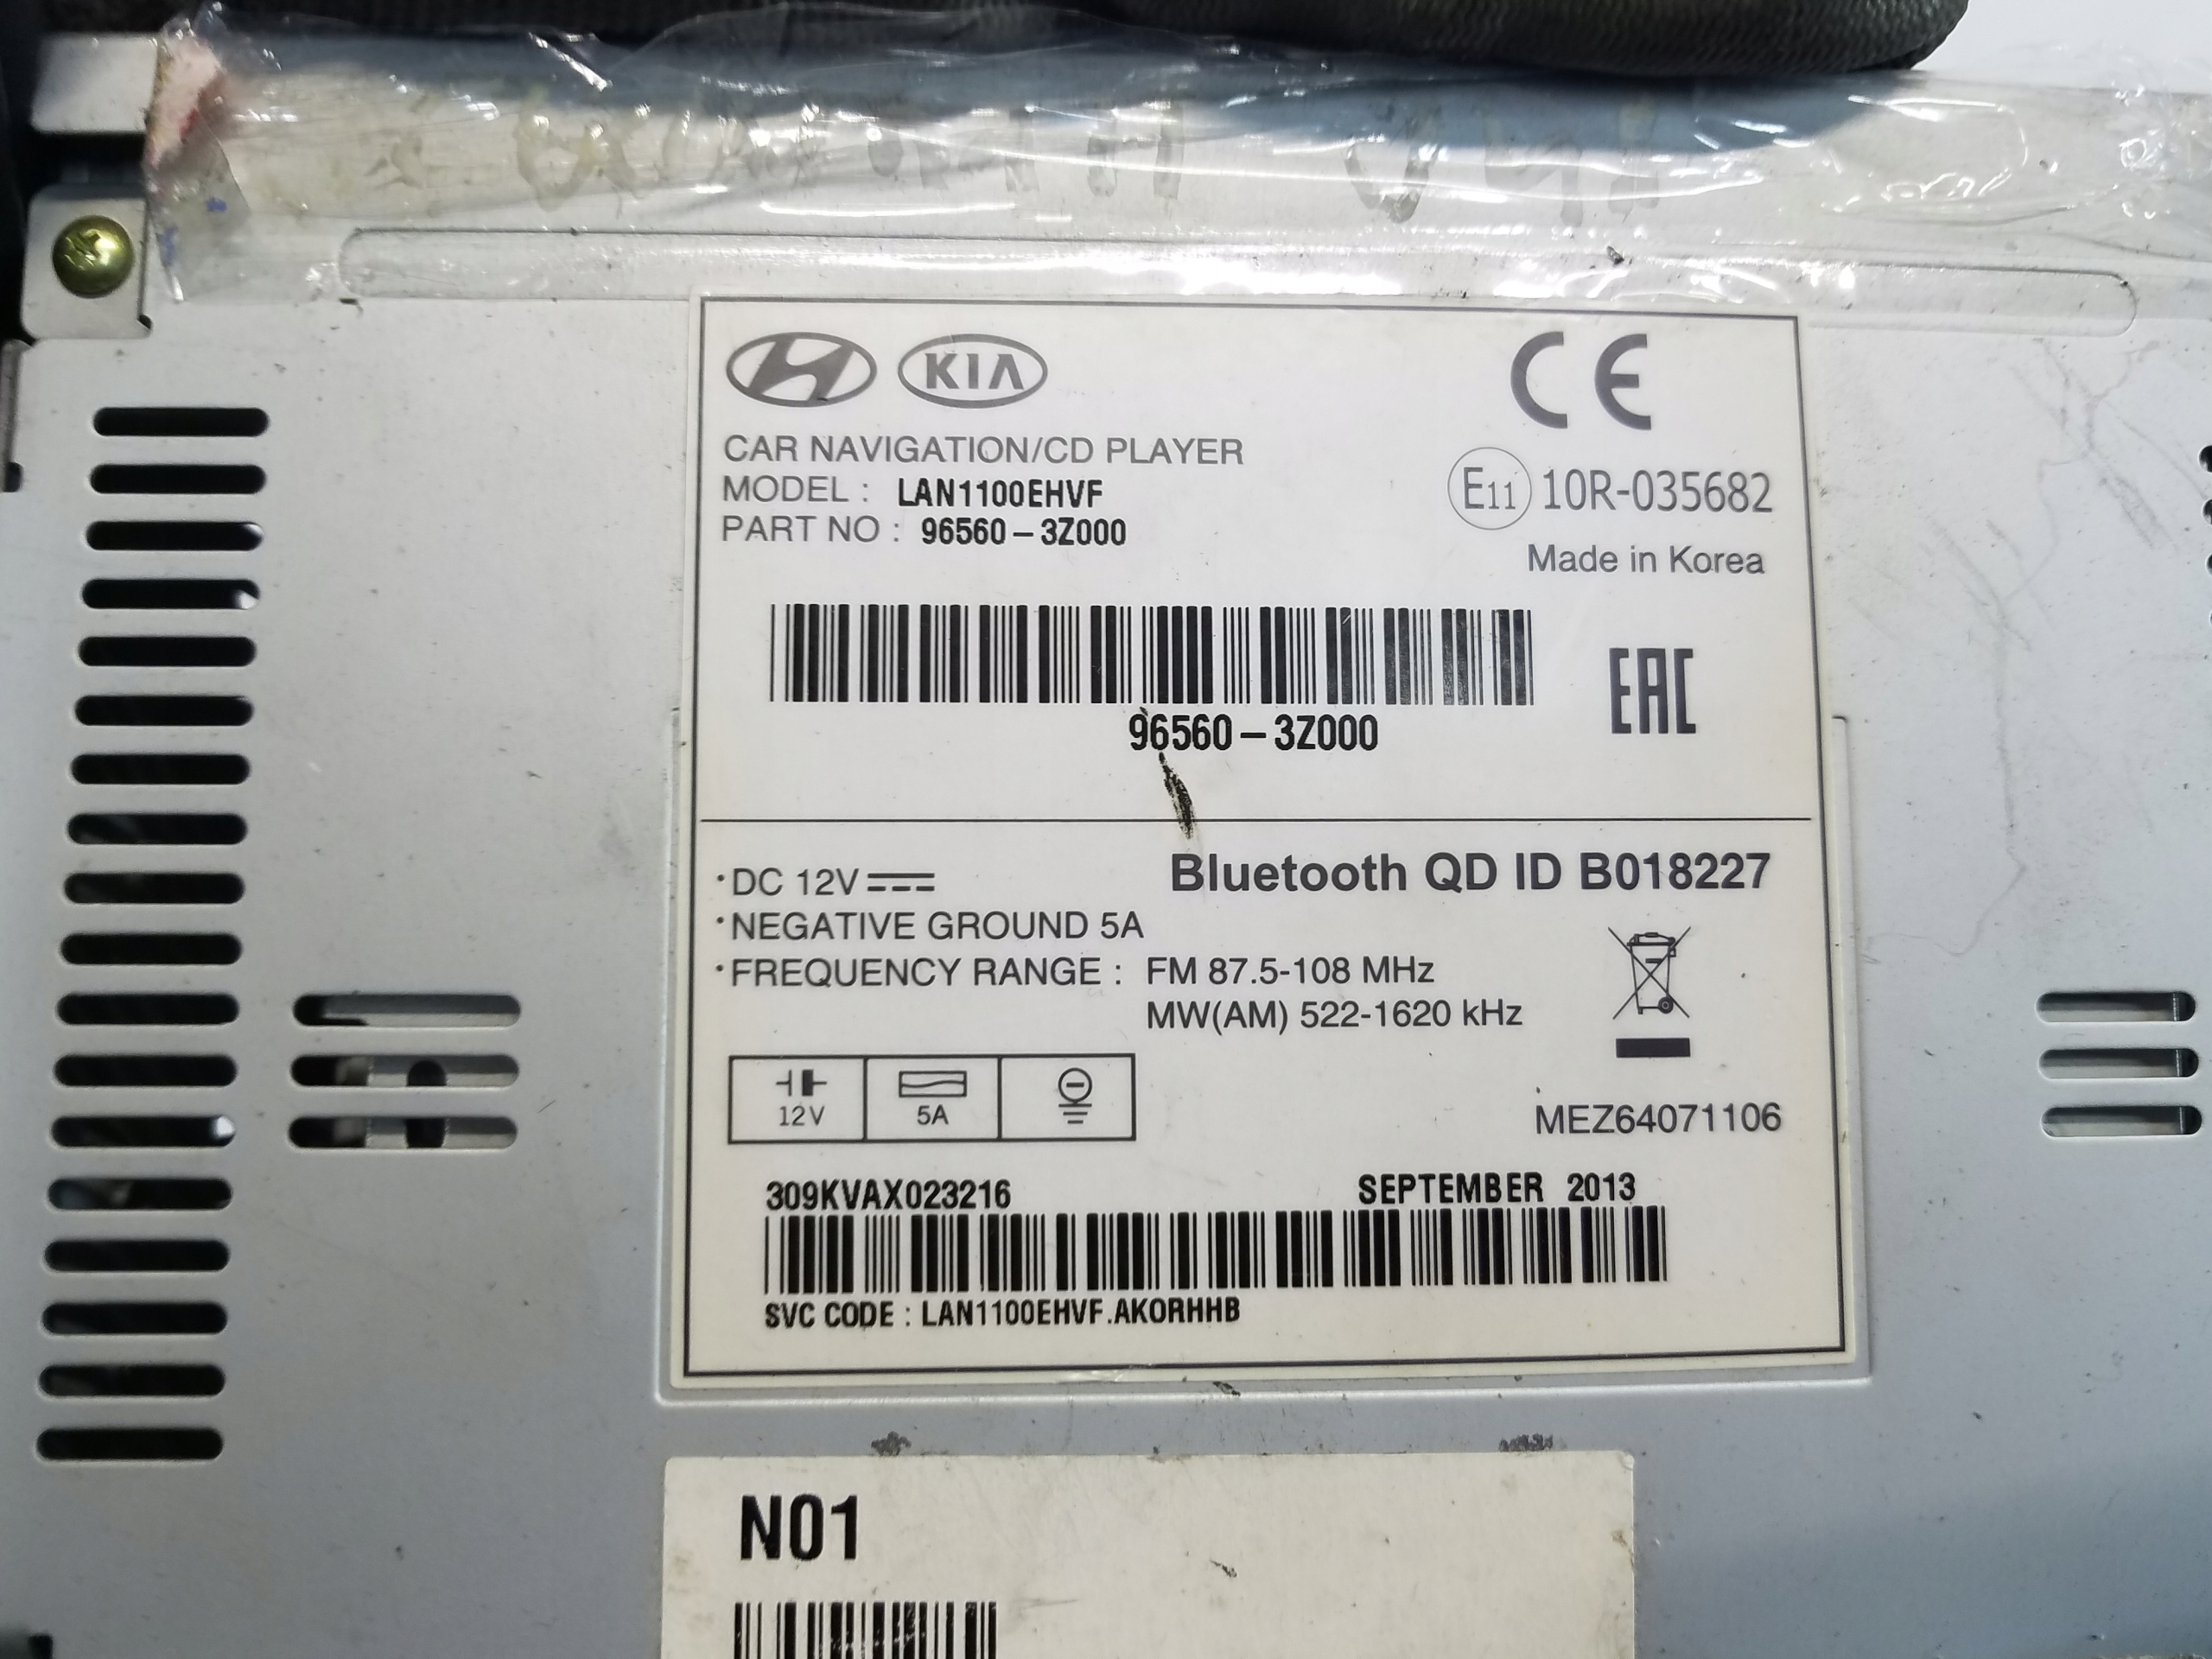 KIA
CE
CAR NAVIGATION/CD PLAYER
MODEL : LAN1100EHVF
PART NO : 96560-3Z000
E11 10R-035682
Made in Korea
96560-3Z000
EAC
·DC 12V
Bluetooth QD ID B018227
·NEGATIVE GROUND 5A
·FREQUENCY RANGE : FM 87.5-108 MHz
MW(AM) 522-1620 kHz
12V 5A
MEZ64071106
309KVAX023216 SEPTEMBER 2013
SVC CODE : LAN1100EHVF.AKORHHB
N01